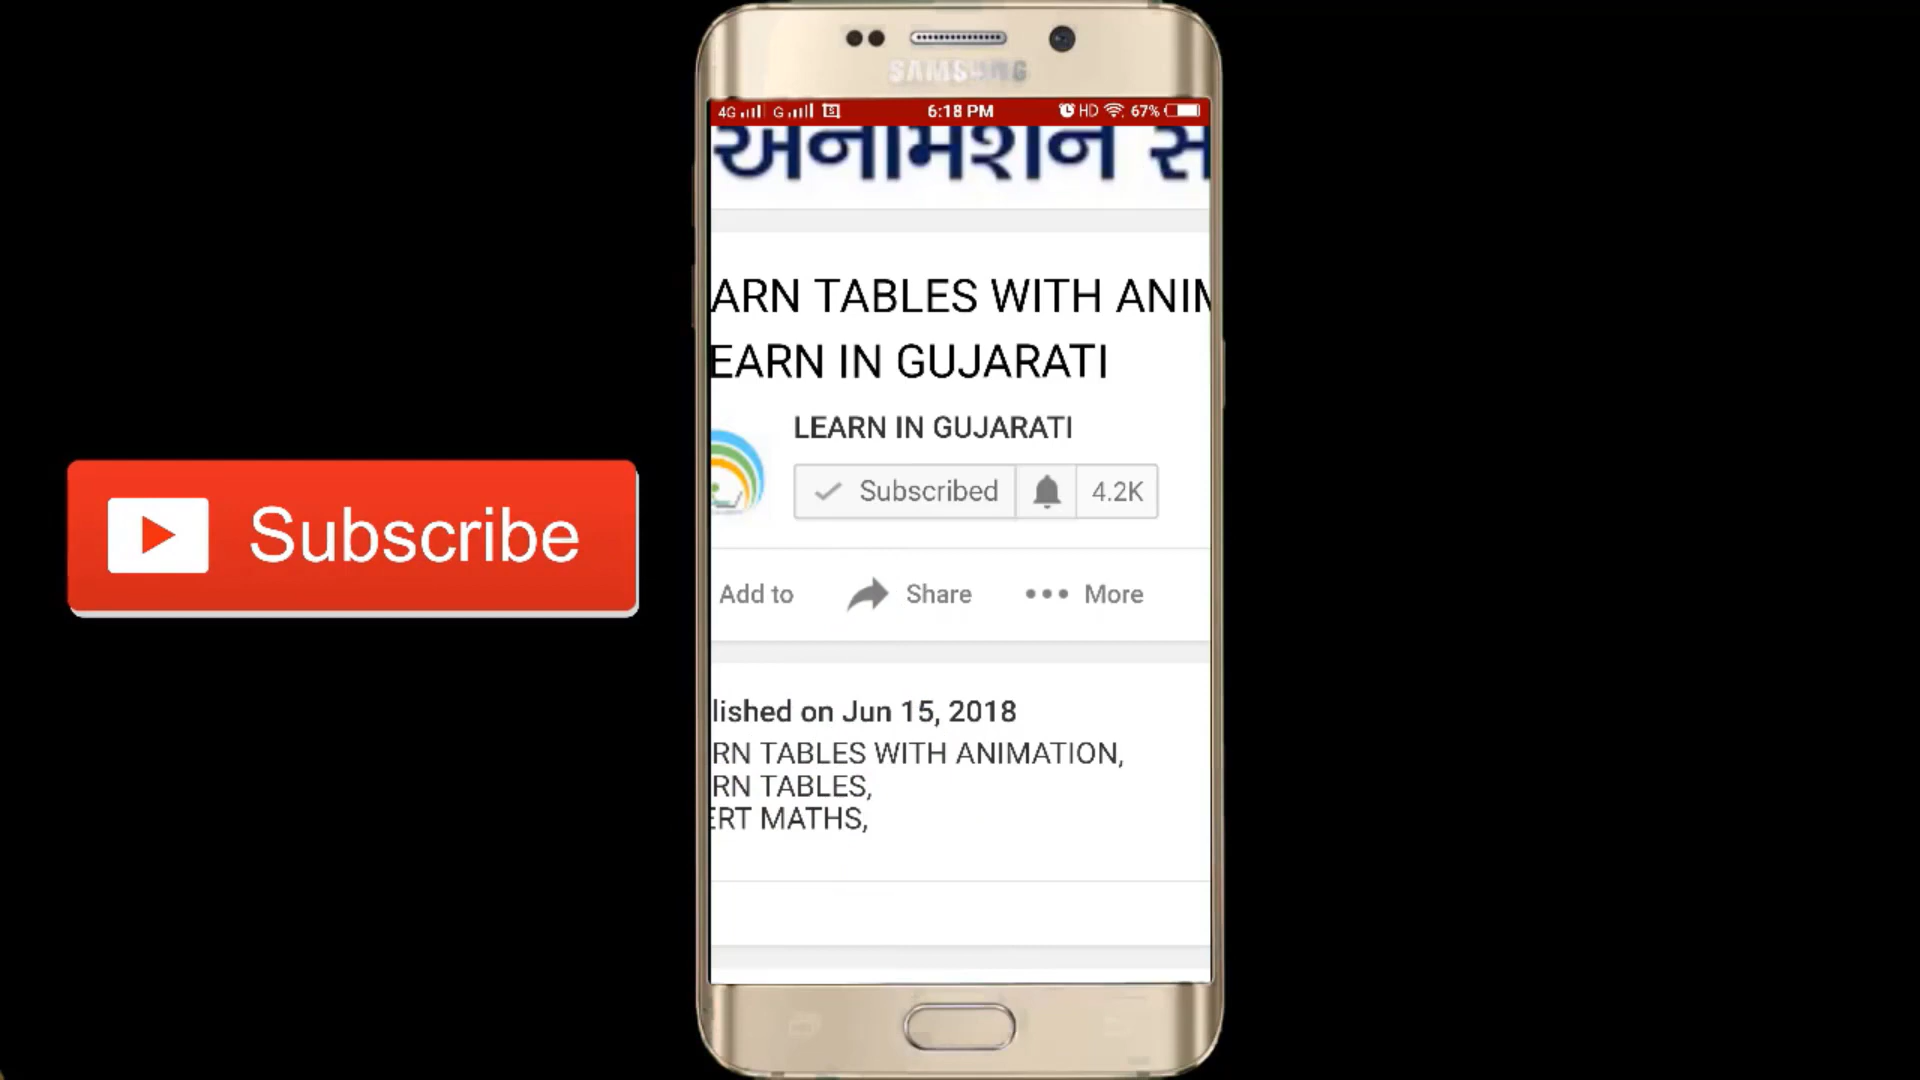 SAMSUNG
4G G 6:18 PM HD 67%
ARN TABLES WITH ANIM
EARN IN GUJARATI
LEARN IN GUJARATI
Subscribed 4.2K
Subscribe
Add to Share More
lished on Jun 15, 2018
RN TABLES WITH ANIMATION,
RN TABLES,
ERT MATHS,